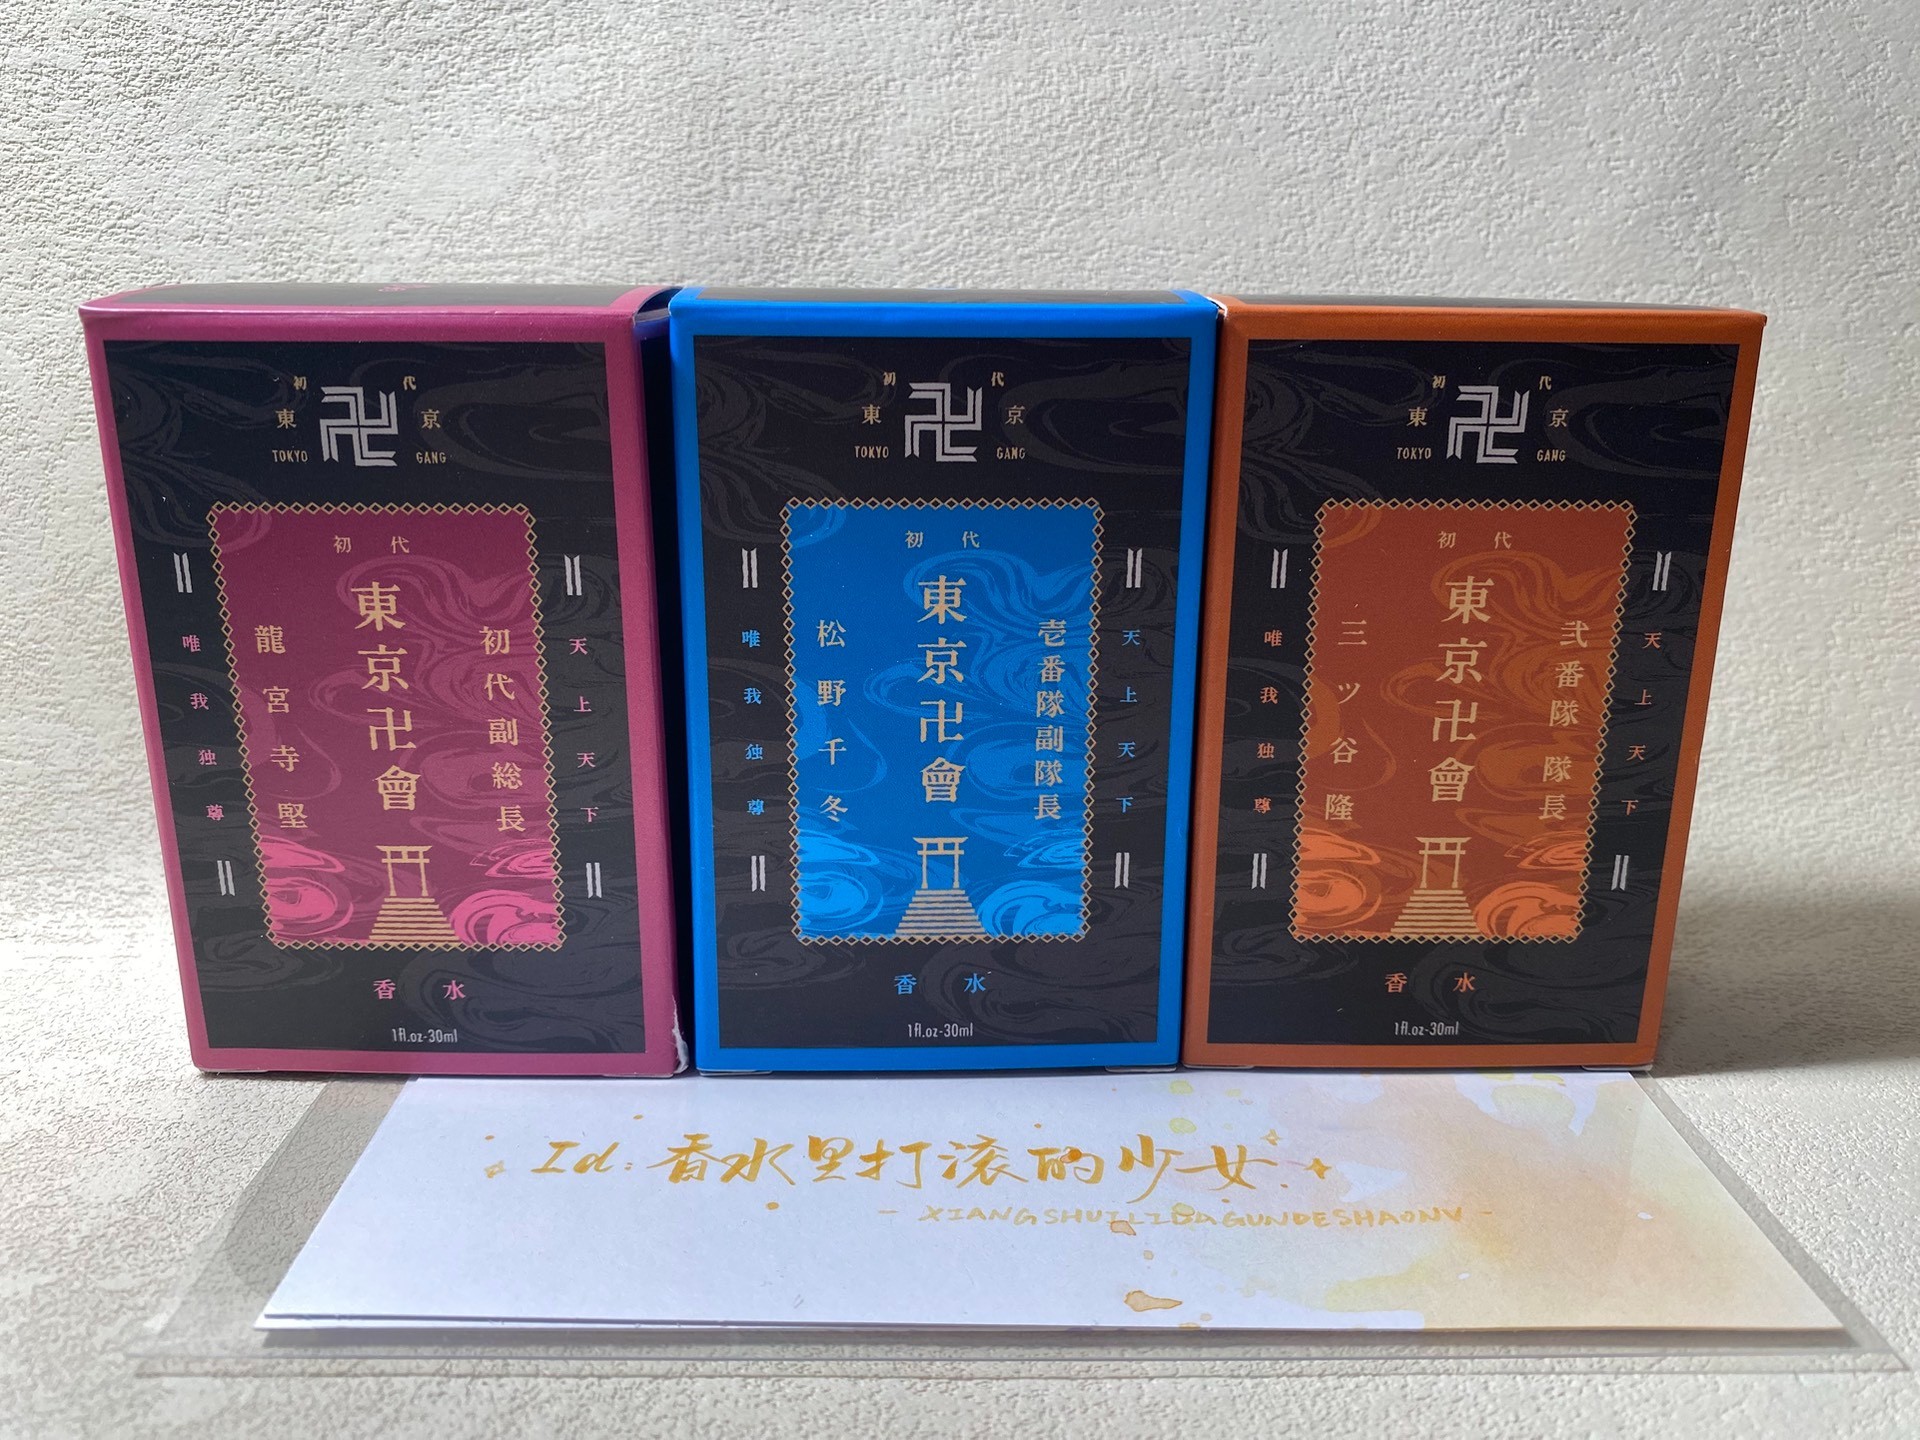 初代
東卍京
TOKYO GANG
初代
東京卍會
初代副総長
龍宮寺堅
天上天下
唯我独尊
香水
1fl.oz-30ml
初代
東卍京
TOKYO GANG
初代
東京卍會
壱番隊副隊長
松野千冬
天上天下
唯我独尊
香水
1fl.oz-30ml
初代
東卍京
TOKYO GANG
初代
東京卍會
弐番隊隊長
三ツ谷隆
天上天下
唯我独尊
香水
1fl.oz-30ml
Id:香水里打滚的少女
- XIANGSHUILIDAGUNDESHAONV -